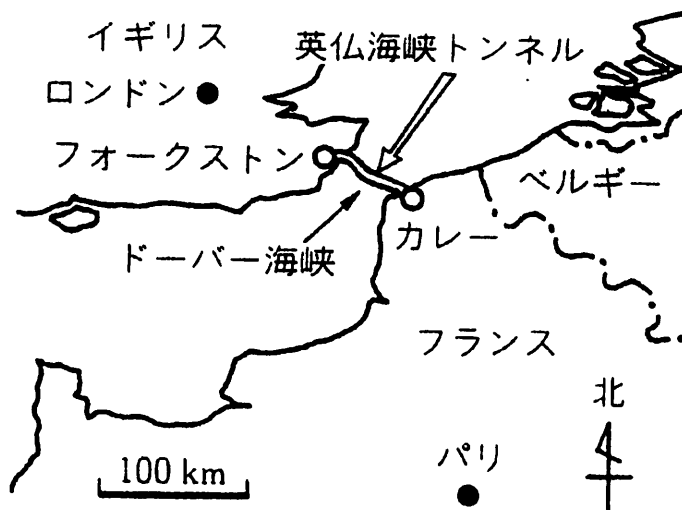 イギリス
英仏海峡トンネル
ロンドン
フォークストン
ベルギー
カレー
ドーバー海峡
フランス
北
100 km
パリ